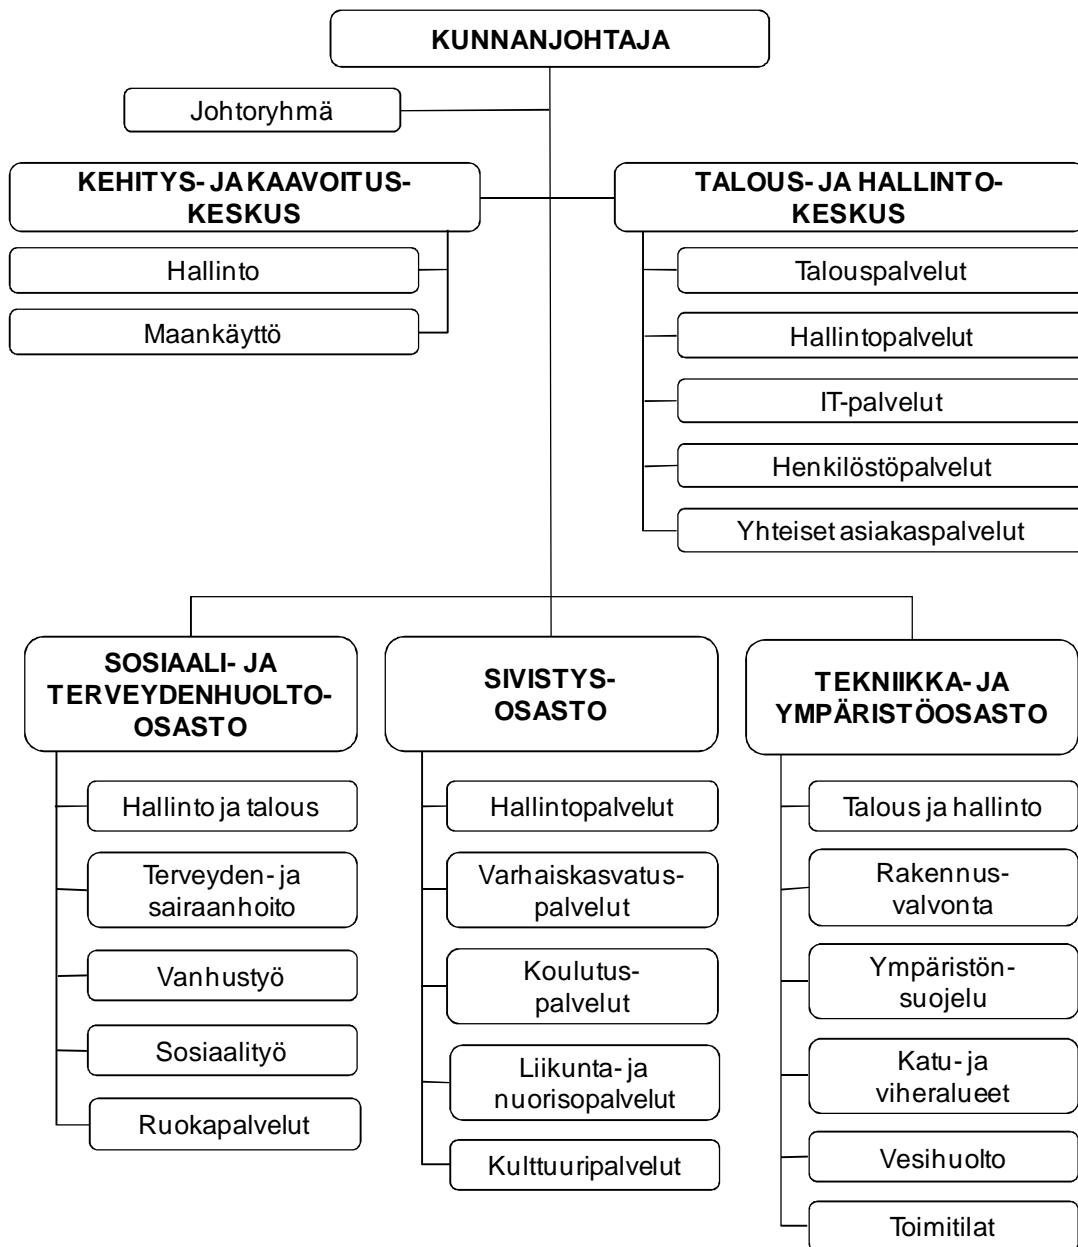 KUNNANJOHTAJA
Johtoryhmä
KEHITYS- JA KAAVOITUS-
KESKUS
Hallinto
Maankäyttö
TALOUS- JA HALLINTO-
KESKUS
Talouspalvelut
Hallintopalvelut
IT-palvelut
Henkilöstöpalvelut
Yhteiset asiakaspalvelut
SOSIAALI- JA
TERVEYDENHUOLTO-
OSASTO
Hallinto ja talous
Terveyden- ja
sairaanhoito
Vanhustyö
Sosiaalityö
Ruokapalvelut
SIVISTYS-
OSASTO
Hallintopalvelut
Varhaiskasvatus-
palvelut
Koulutus-
palvelut
Liikunta- ja
nuorisopalvelut
Kulttuuripalvelut
TEKNIIKKA- JA
YMPÄRISTÖOSASTO
Talous ja hallinto
Rakennus-
valvonta
Ympäristön-
suojelu
Katu- ja
viheralueet
Vesihuolto
Toimitilat